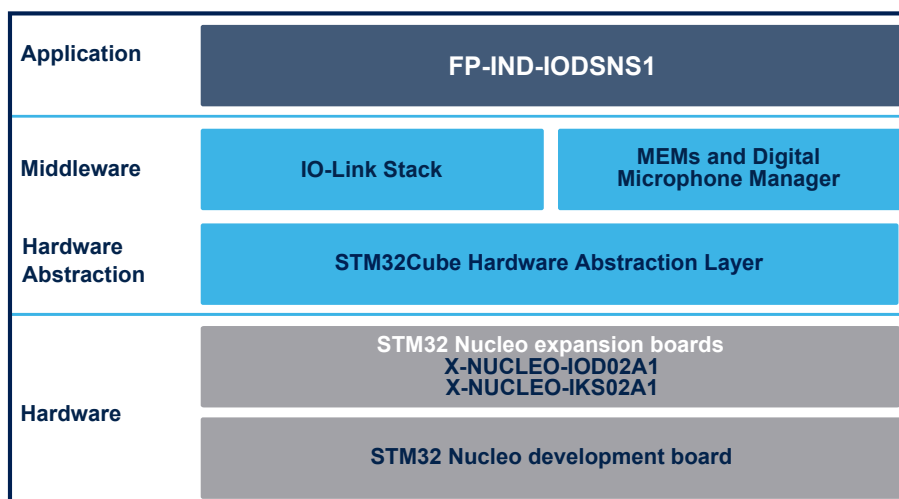 Application
FP-IND-IODSNS1
Middleware
IO-Link Stack
MEMs and Digital
Microphone Manager
Hardware
Abstraction
STM32Cube Hardware Abstraction Layer
Hardware
STM32 Nucleo expansion boards
X-NUCLEO-IOD02A1
X-NUCLEO-IKS02A1
STM32 Nucleo development board